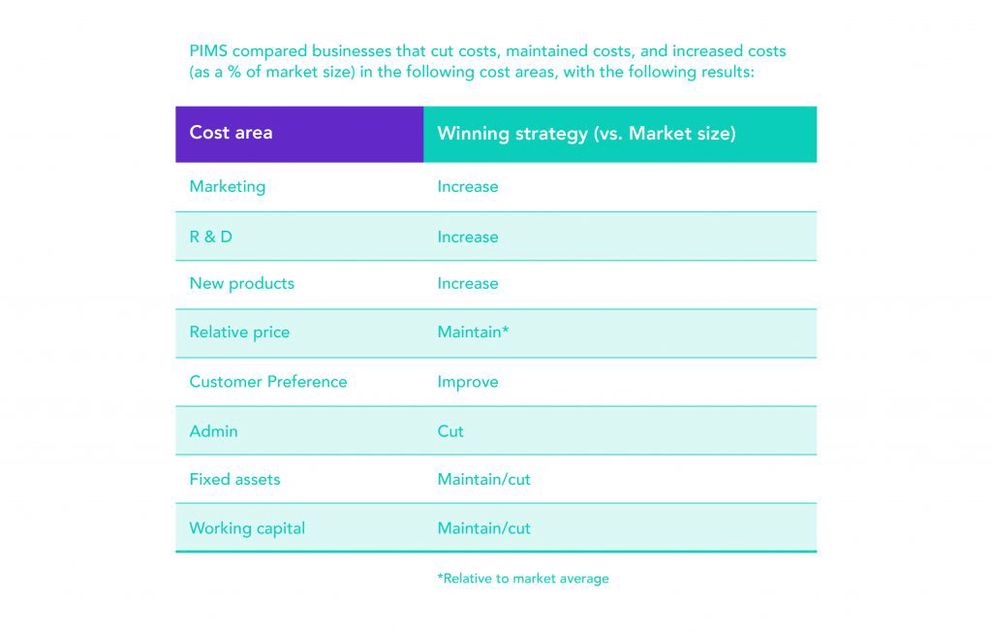 PIMS compared businesses that cut costs, maintained costs, and increased costs
(as a % of market size) in the following cost areas, with the following results:
Cost area Winning strategy (vs. Market size)
Marketing Increase
R & D Increase
New products Increase
Relative price Maintain*
Customer Preference Improve
Admin Cut
Fixed assets Maintain/cut
Working capital Maintain/cut
*Relative to market average